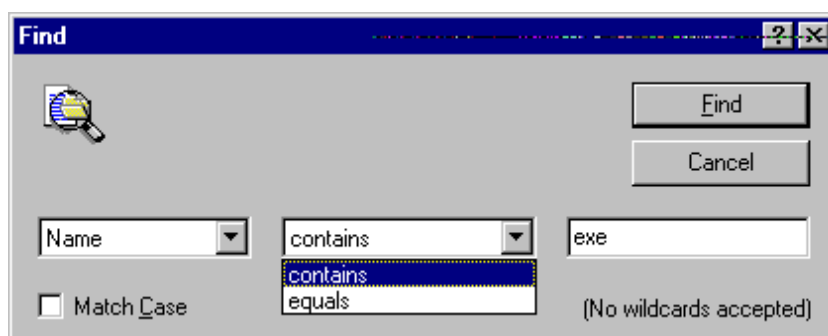 Find
Find
Cancel
Name
contains
exe
contains
equals
Match Case
(No wildcards accepted)